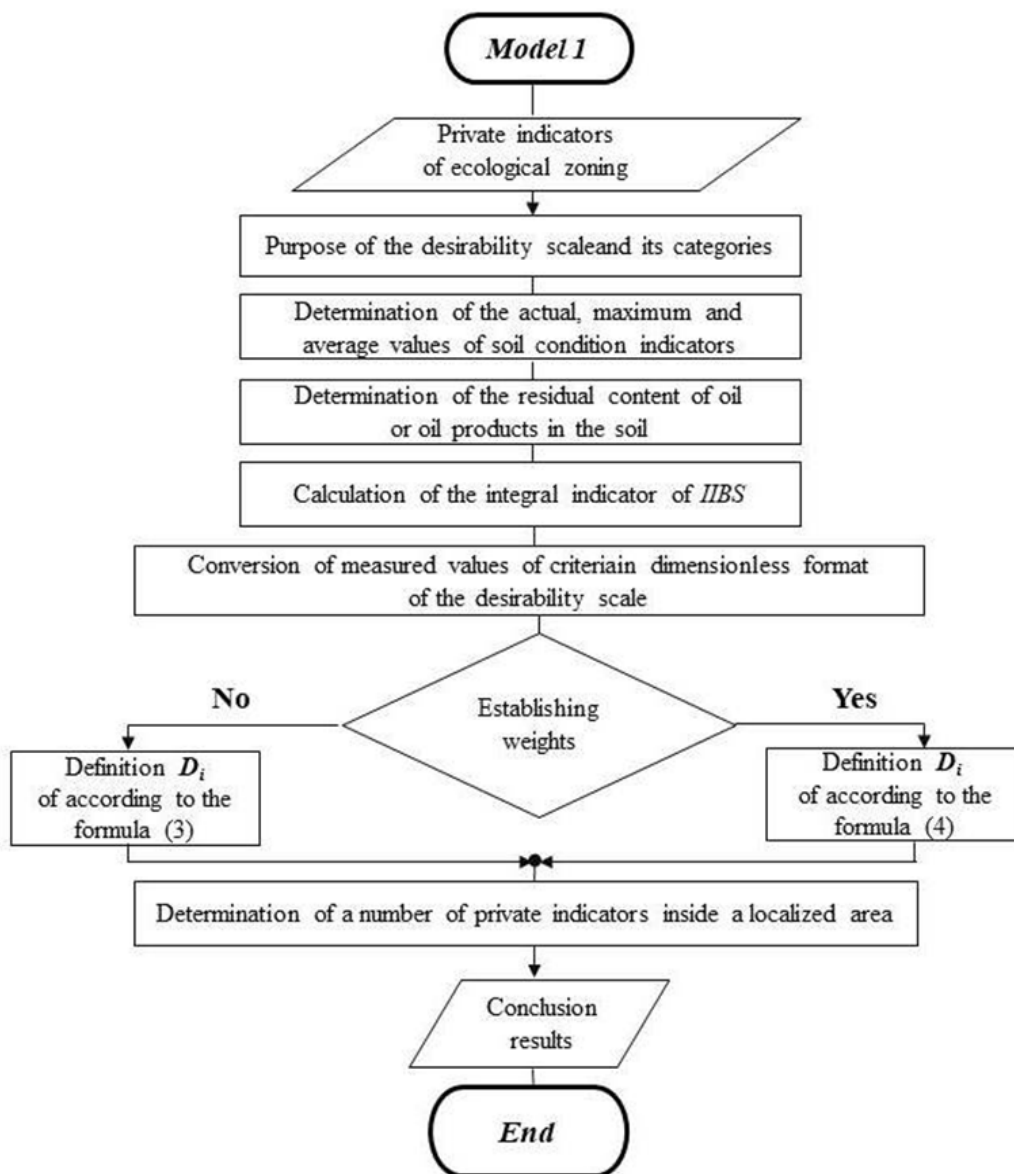 Model 1
Private indicators
of ecological zoning
Purpose of the desirability scaleand its categories
Determination of the actual, maximum and
average values of soil condition indicators
Determination of the residual content of oil
or oil products in the soil
Calculation of the integral indicator of IIBS
Conversion of measured values of criteriain dimensionless format
of the desirability scale
Establishing
weights
No
Yes
Definition Di
of according to the
formula (3)
Definition Di
of according to the
formula (4)
Determination of a number of private indicators inside a localized area
Conclusion
results
End